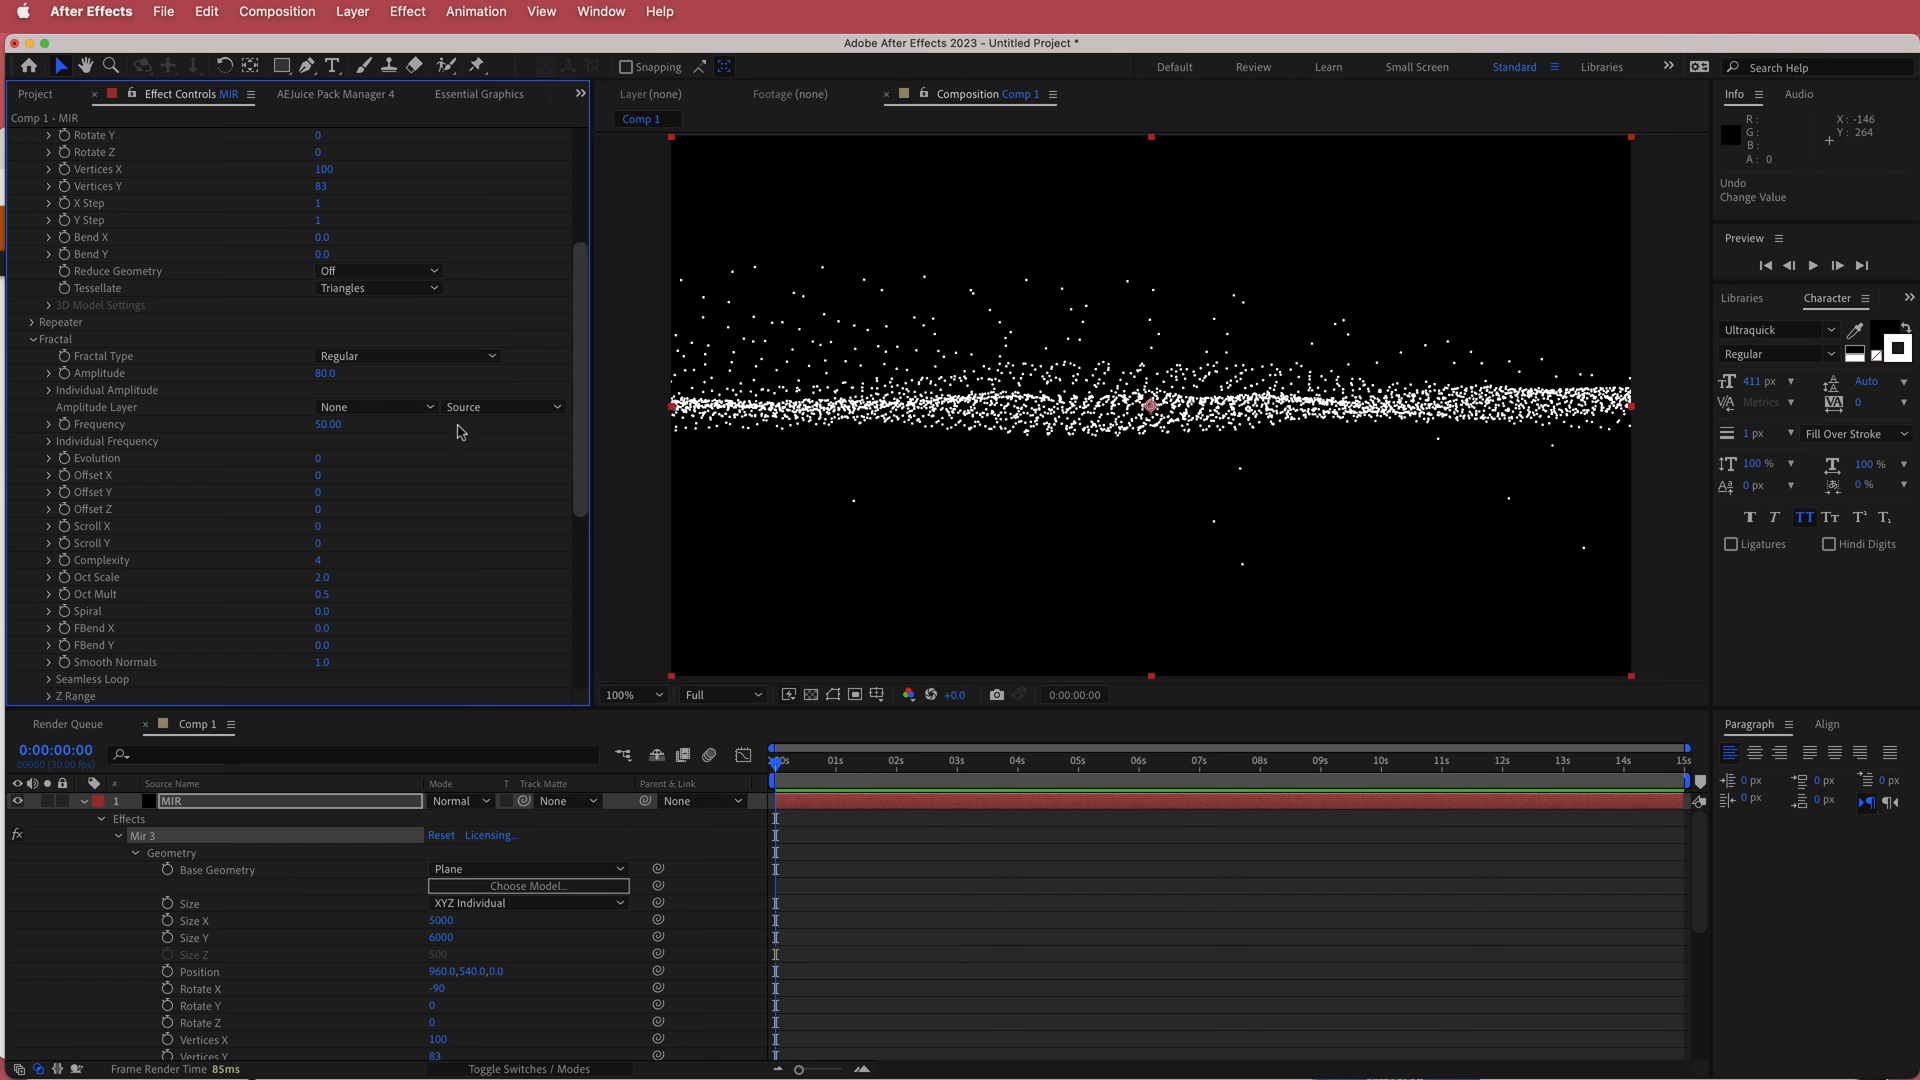 After Effects File Edit Composition Layer Effect Animation View Window Help
Adobe After Effects 2023 - Untitled Project *
Snapping Default Review Learn Small Screen Standard Libraries Search Help
Project Effect Controls MIR AEJuice Pack Manager 4 Essential Graphics
Layer (none) Footage (none) Composition Comp 1
Info Audio
Comp 1 • MIR
Comp 1
R: X : -146
G: Y : 264
B:
A: 0
Undo
Change Value
Preview
Rotate Y 0
Rotate Z 0
Vertices X 100
Vertices Y 83
X Step 1
Y Step 1
Bend X 0.0
Bend Y 0.0
Reduce Geometry Off
Tessellate Triangles
3D Model Settings
Repeater
Fractal
Fractal Type Regular
Amplitude 80.0
Individual Amplitude
Amplitude Layer None Source
Frequency 50.00
Individual Frequency
Evolution 0
Offset X 0
Offset Y 0
Offset Z 0
Scroll X 0
Scroll Y 0
Complexity 4
Oct Scale 2.0
Oct Mult 0.5
Spiral 0.0
FBend X 0.0
FBend Y 0.0
Smooth Normals 1.0
Seamless Loop
Z Range
100% Full +0.0 0:00:00:00
Libraries Character
Ultraquick
Regular
411 px Auto
Metrics 0
1 px Fill Over Stroke
100 % 100 %
0 px 0 %
T T TT Tt T¹ T₁
Ligatures Hindi Digits
Render Queue Comp 1
0:00:00:00
00000 (30.00 fps)
# Source Name Mode T Track Matte Parent & Link
01s 02s 03s 04s 05s 06s 07s 08s 09s 10s 11s 12s 13s 14s 15s
1 MIR Normal None None
Effects
fx Mir 3 Reset Licensing...
Geometry
Base Geometry Plane
Choose Model...
Size XYZ Individual
Size X 5000
Size Y 6000
Size Z 500
Position 960.0,540.0,0.0
Rotate X -90
Rotate Y 0
Rotate Z 0
Vertices X 100
Vertices Y 83
Frame Render Time 85ms Toggle Switches / Modes
Paragraph Align
0 px 0 px 0 px
0 px 0 px